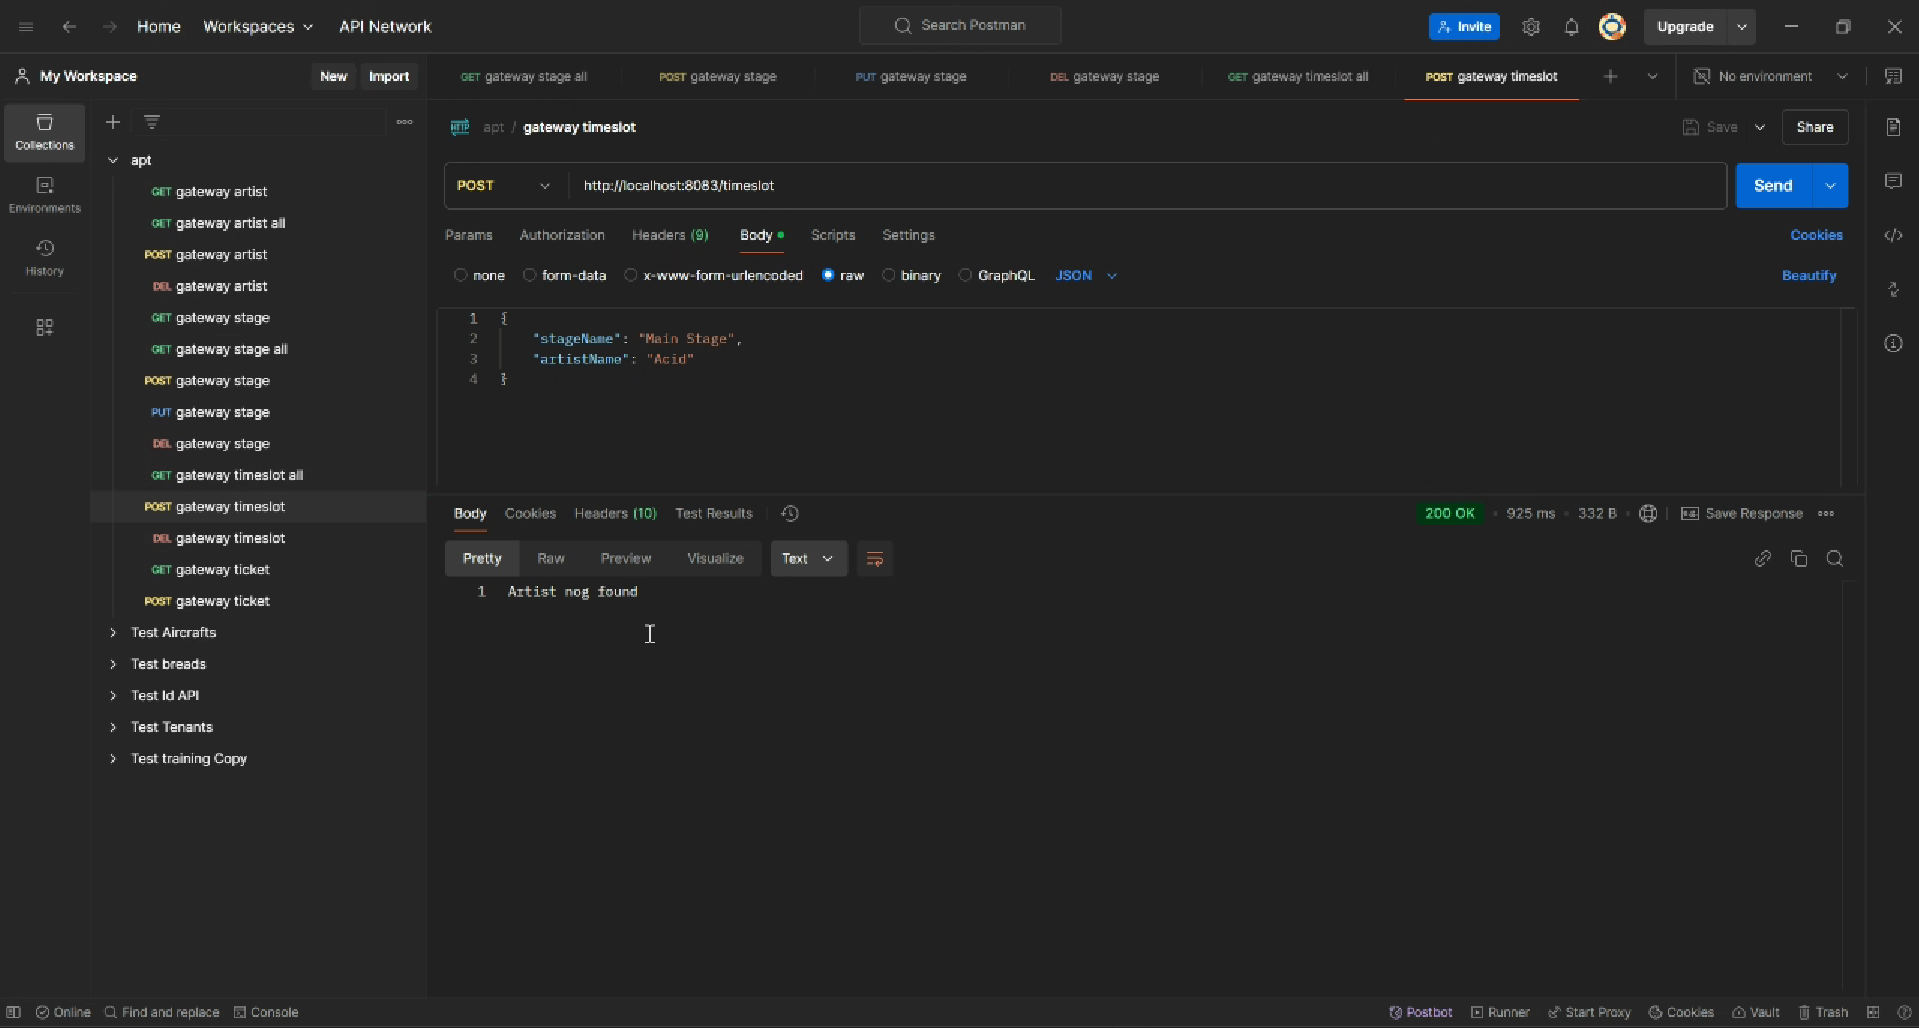 Home Workspaces API Network Search Postman Invite Upgrade
My Workspace New Import
GET gateway stage all POST gateway stage PUT gateway stage DEL gateway stage GET gateway timeslot all POST gateway timeslot No environment
Collections
Environments
History
apt
GET gateway artist
GET gateway artist all
POST gateway artist
DEL gateway artist
GET gateway stage
GET gateway stage all
POST gateway stage
PUT gateway stage
DEL gateway stage
GET gateway timeslot all
POST gateway timeslot
DEL gateway timeslot
GET gateway ticket
POST gateway ticket
Test Aircrafts
Test breads
Test Id API
Test Tenants
Test training Copy
HTTP apt / gateway timeslot Save Share
POST http://localhost:8083/timeslot Send
Params Authorization Headers (9) Body Scripts Settings Cookies
none form-data x-www-form-urlencoded raw binary GraphQL JSON Beautify
1 {
2 "stageName": "Main Stage",
3 "artistName": "Acid"
4 }
Body Cookies Headers (10) Test Results 200 OK 925 ms 332 B Save Response
Pretty Raw Preview Visualize Text
1 Artist nog found
Online Find and replace Console Postbot Runner Start Proxy Cookies Vault Trash